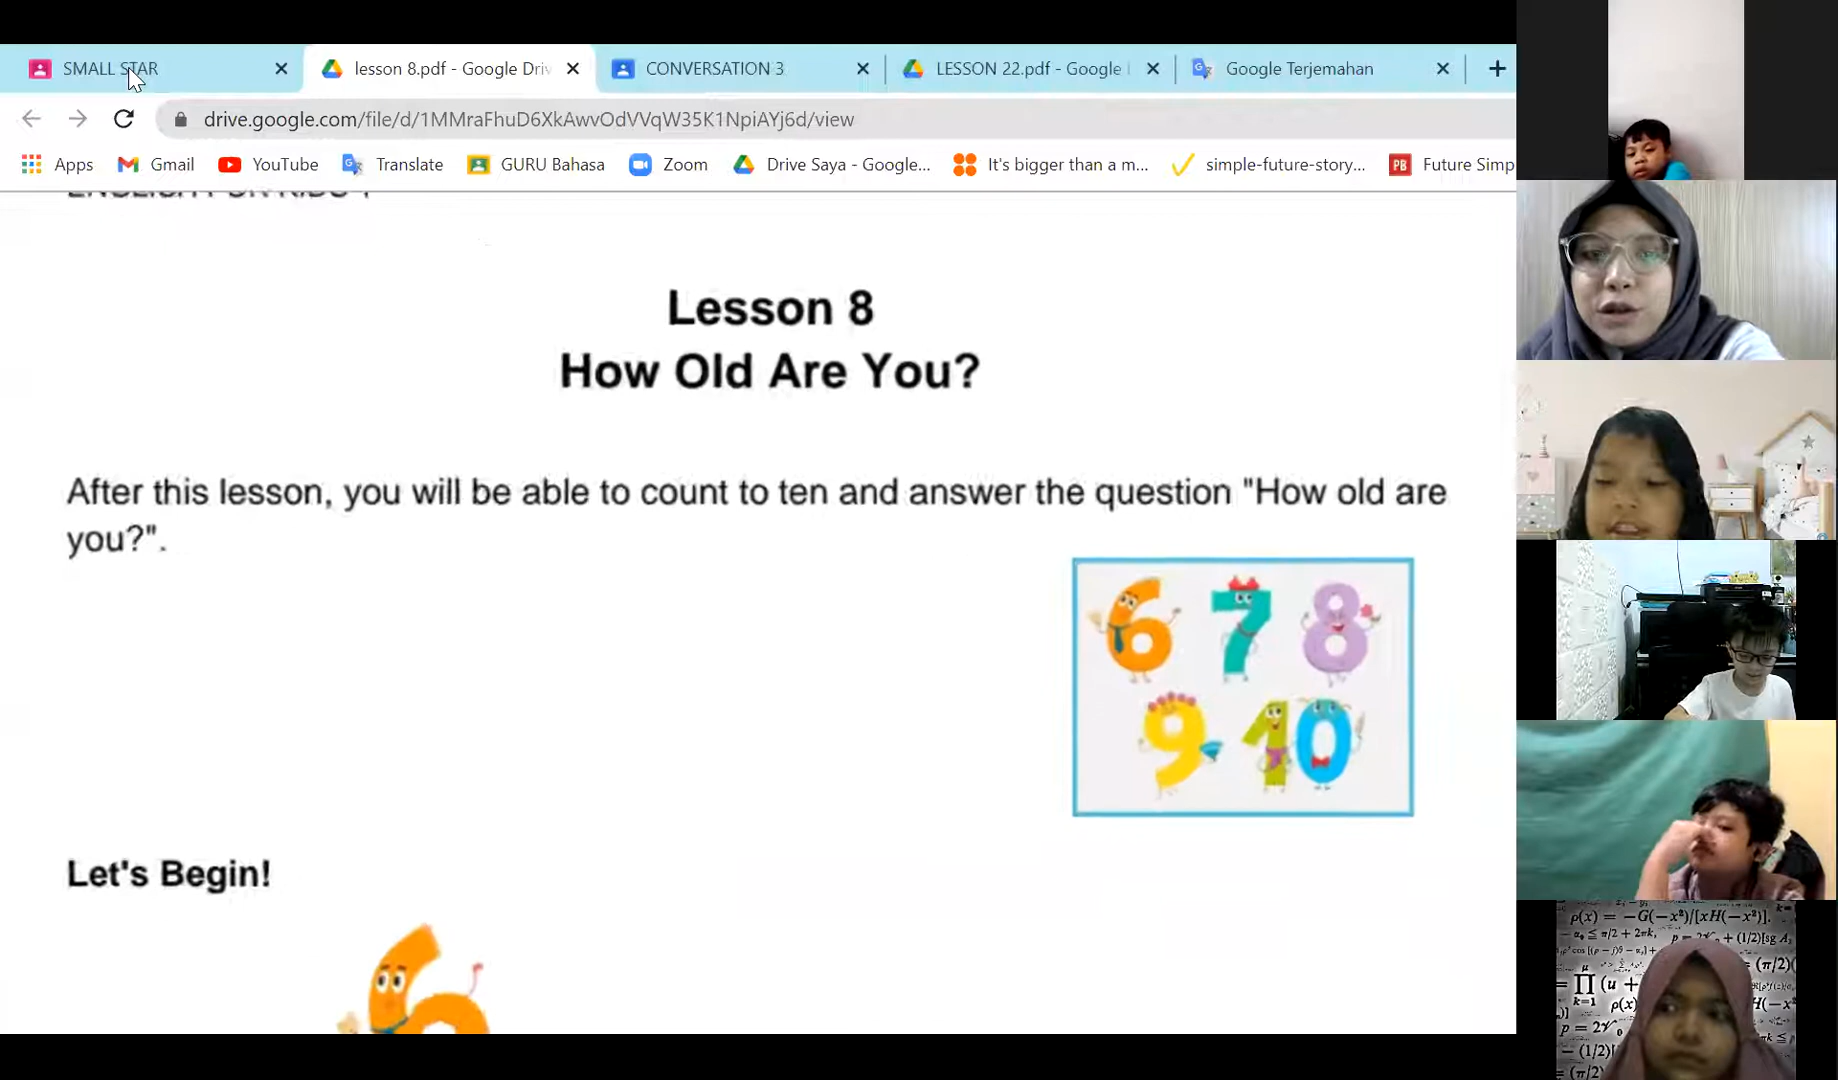 SMALL STAR
lesson 8.pdf - Google Driv
CONVERSATION 3
LESSON 22.pdf - Google
Google Terjemahan
drive.google.com/file/d/1MMraFhuD6XkAwvOdVVqW35K1NpiAYj6d/view
Apps
Gmail
YouTube
Translate
GURU Bahasa
Zoom
Drive Saya - Google...
It's bigger than a m...
simple-future-story...
PB
Future Simp
Lesson 8
How Old Are You?
After this lesson, you will be able to count to ten and answer the question "How old are
you?".
6 7 8
9 10
Let's Begin!
6